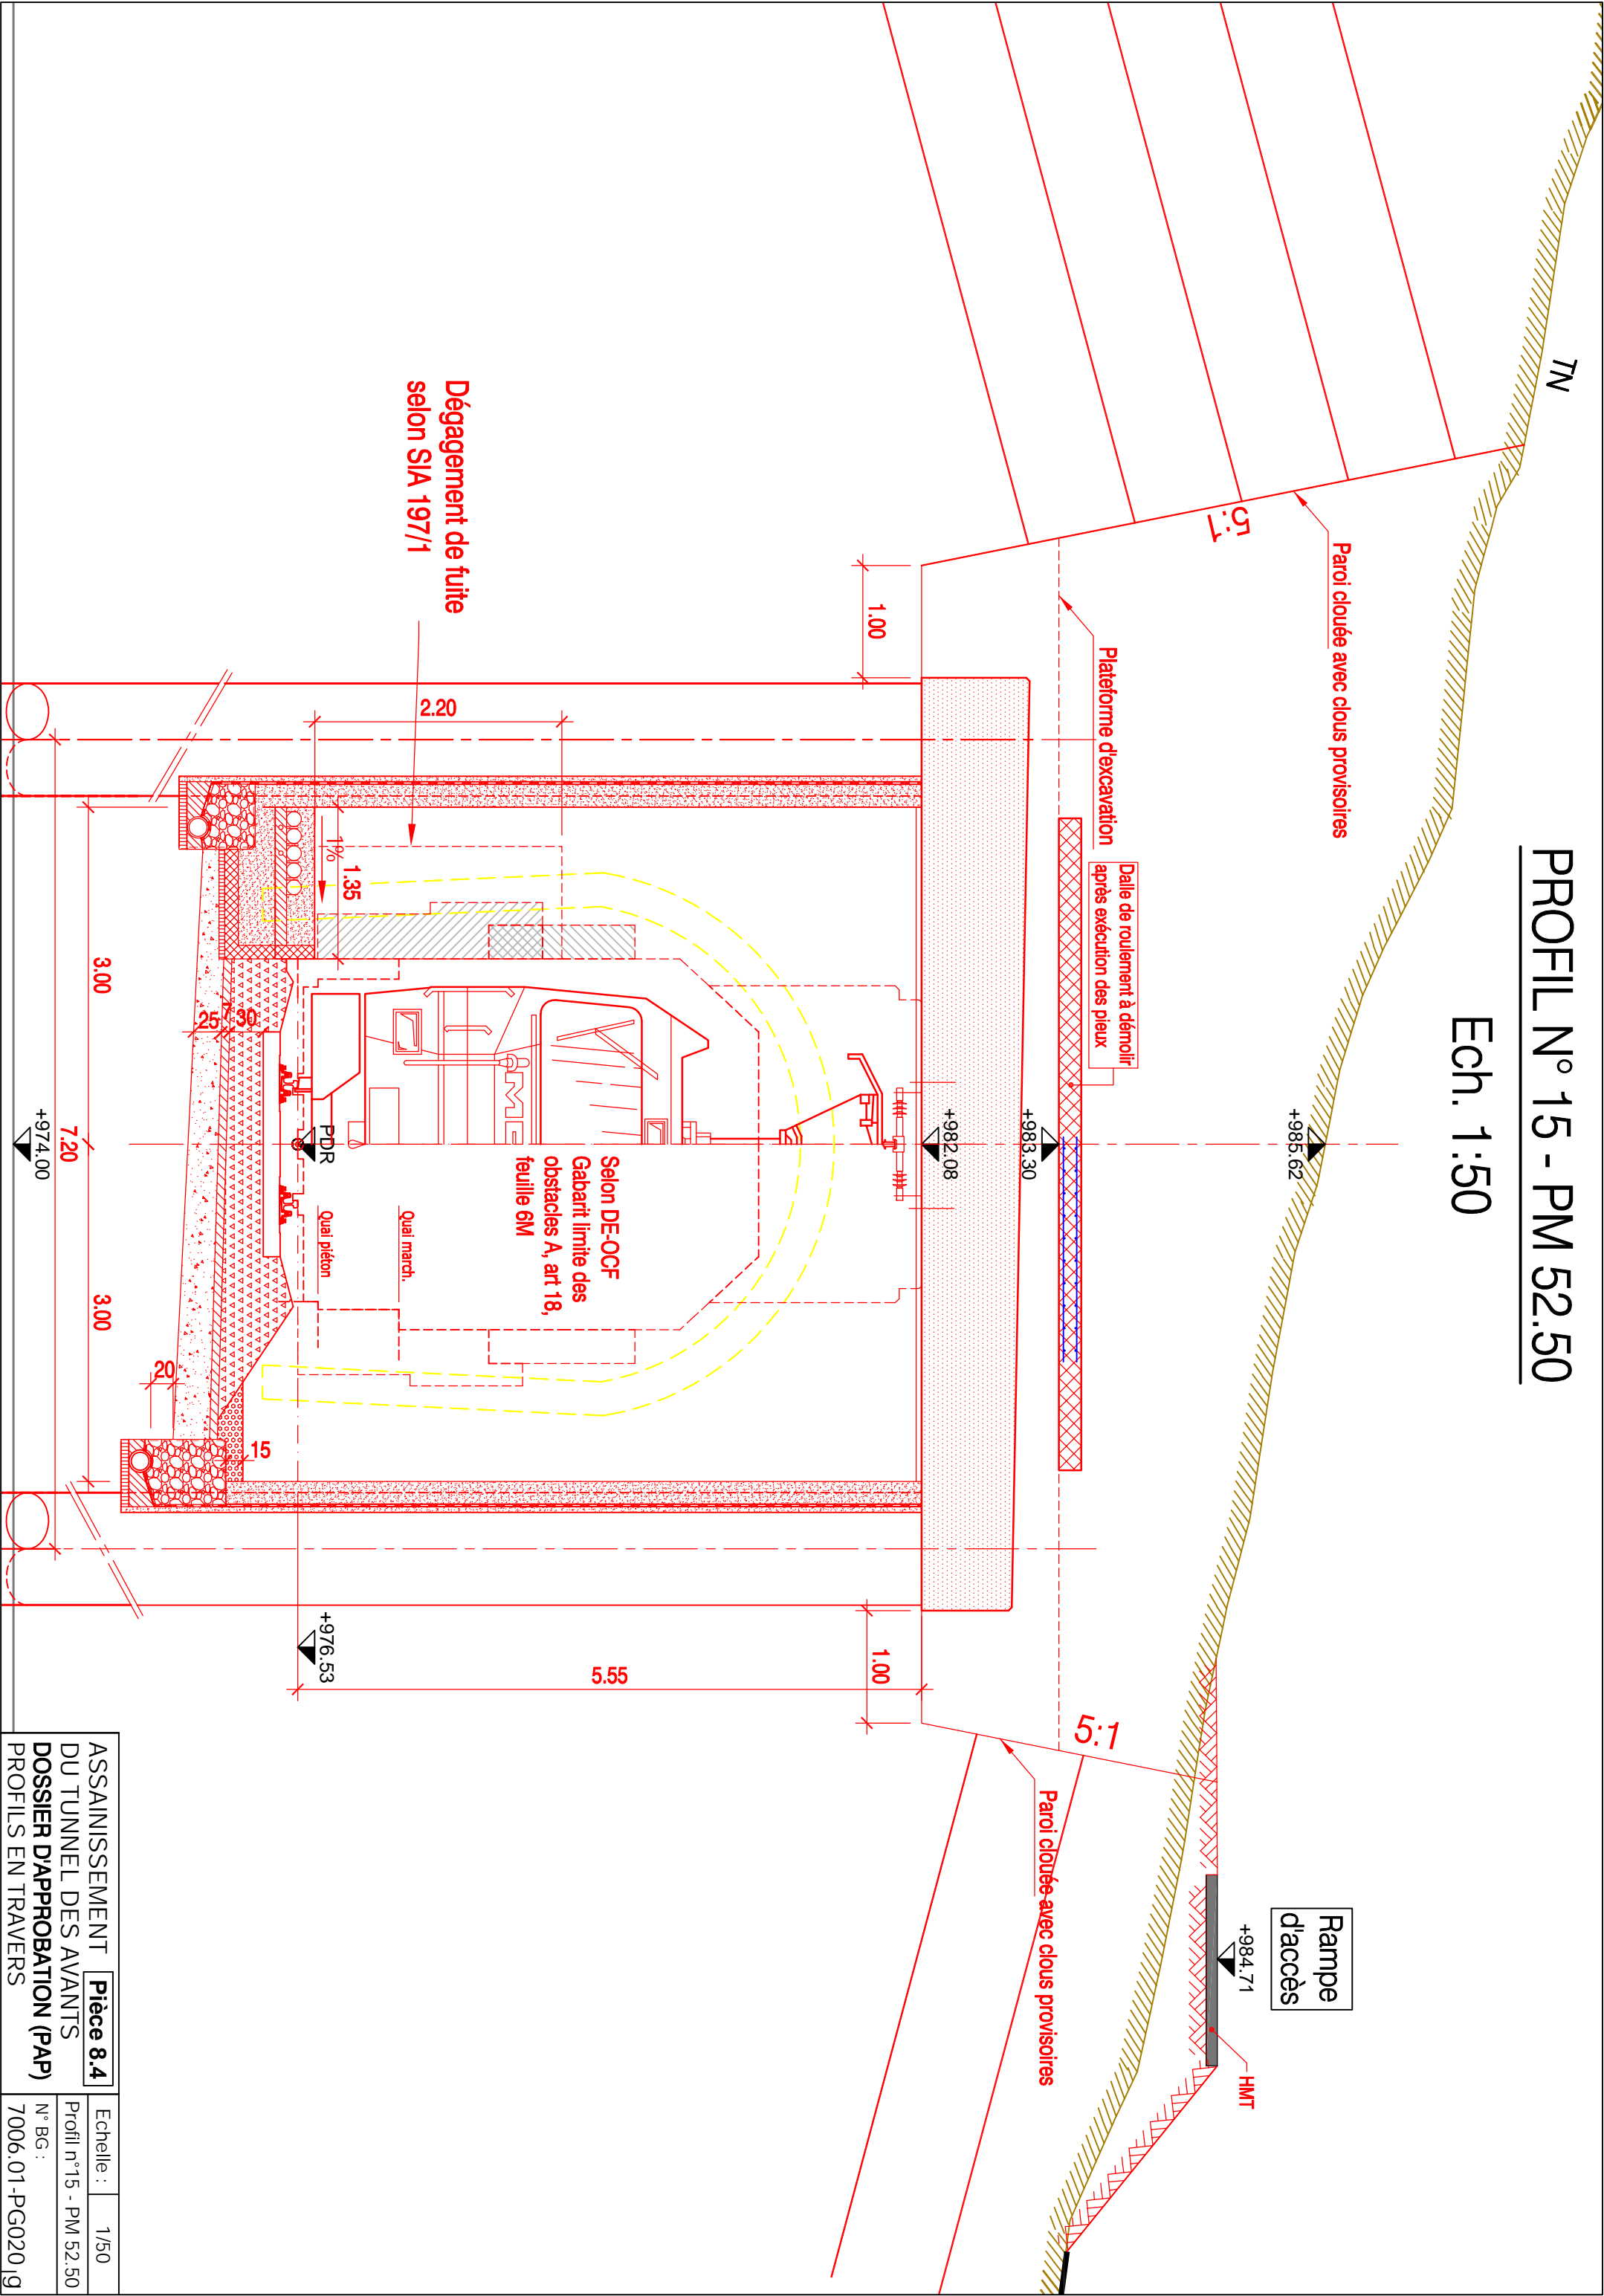 PROFIL N° 15 - PM 52.50
Ech. 1:50
TN
Paroi clouée avec clous provisoires
5:1
+985.62
Rampe
d'accès
+984.71
HMT
Plateforme d'excavation
Dalle de roulement à démolir
après exécution des pieux
+983.30
5:1
Paroi clouée avec clous provisoires
1.00
+982.08
1.00
Dégagement de fuite
selon SIA 197/1
2.20
5.55
Selon DE-OCF
Gabarit limite des
obstacles A, art 18,
feuille 6M
Quai march.
Quai piéton
1%
1.35
PDR
+976.53
30
7
25
15
20
3.00
3.00
7.20
+974.00
ASSAINISSEMENT
Pièce 8.4
DU TUNNEL DES AVANTS
DOSSIER D'APPROBATION (PAP)
PROFILS EN TRAVERS
Echelle :
1/50
Profil n°15 - PM 52.50
N° BG :
7006.01-PG020jg